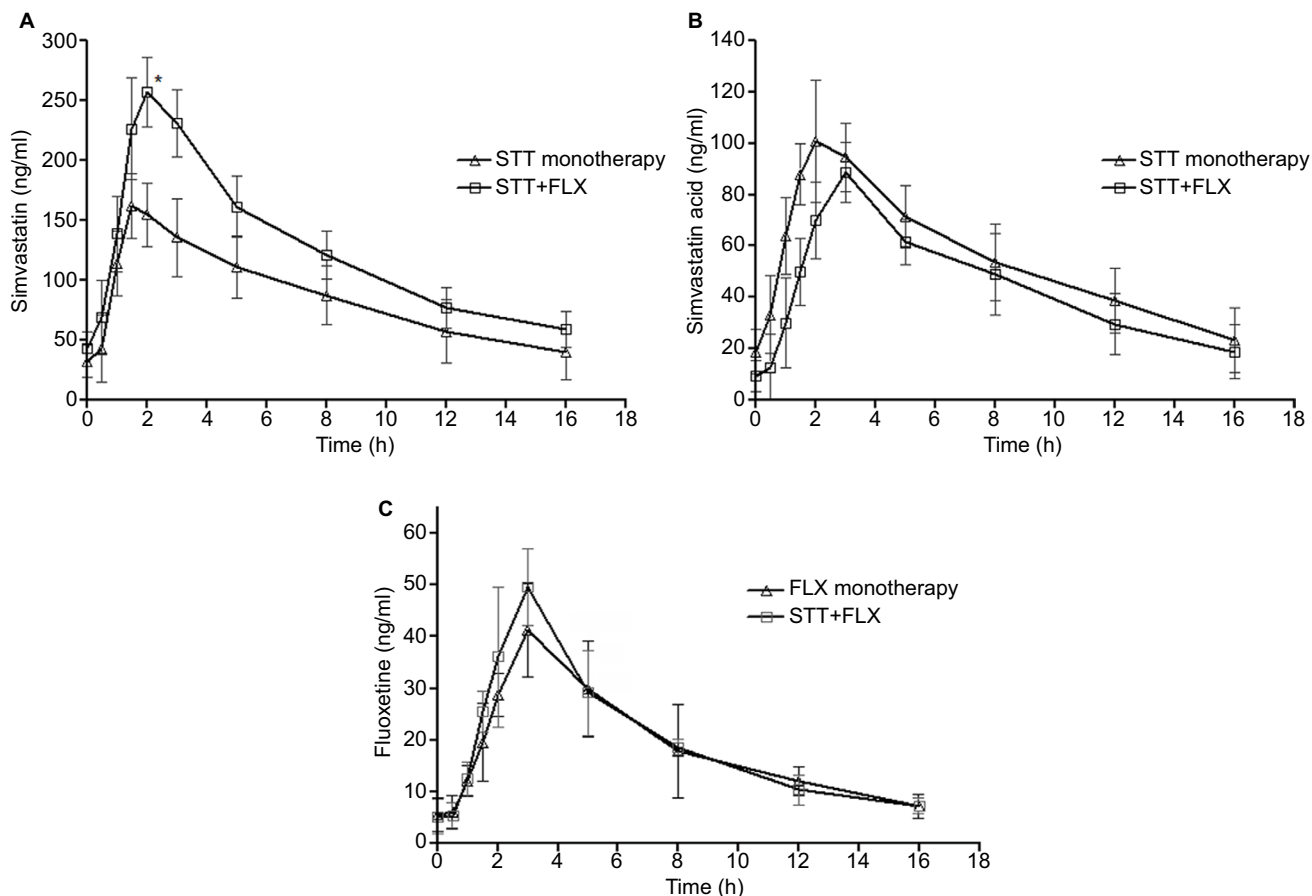 A
Simvastatin (ng/ml)
300
250
200
150
100
50
0
*
STT monotherapy
STT+FLX
0 2 4 6 8 10 12 14 16 18
Time (h)
B
Simvastatin acid (ng/ml)
140
120
100
80
60
40
20
0
STT monotherapy
STT+FLX
0 2 4 6 8 10 12 14 16 18
Time (h)
C
Fluoxetine (ng/ml)
60
50
40
30
20
10
0
FLX monotherapy
STT+FLX
0 2 4 6 8 10 12 14 16 18
Time (h)